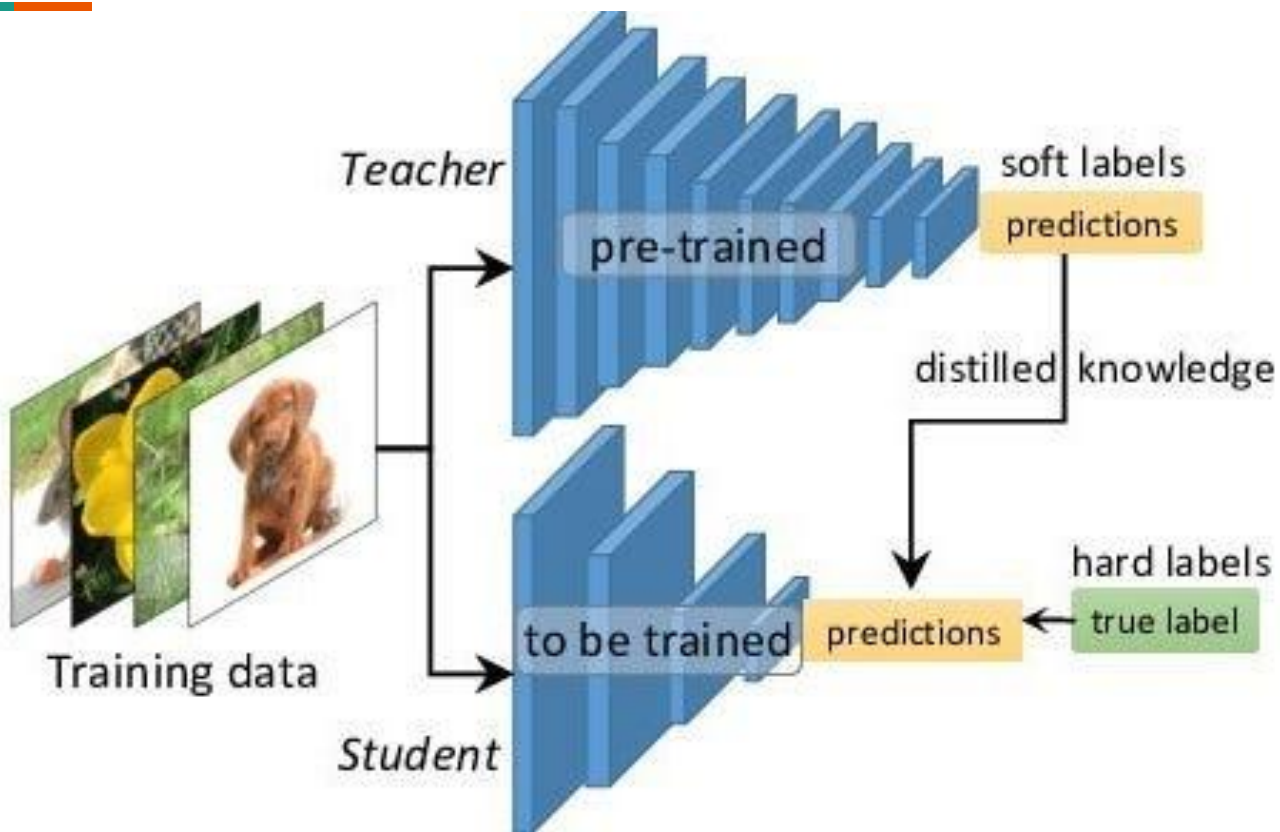 Teacher
pre-trained
soft labels
predictions
distilled knowledge
Training data
to be trained
predictions
hard labels
true label
Student